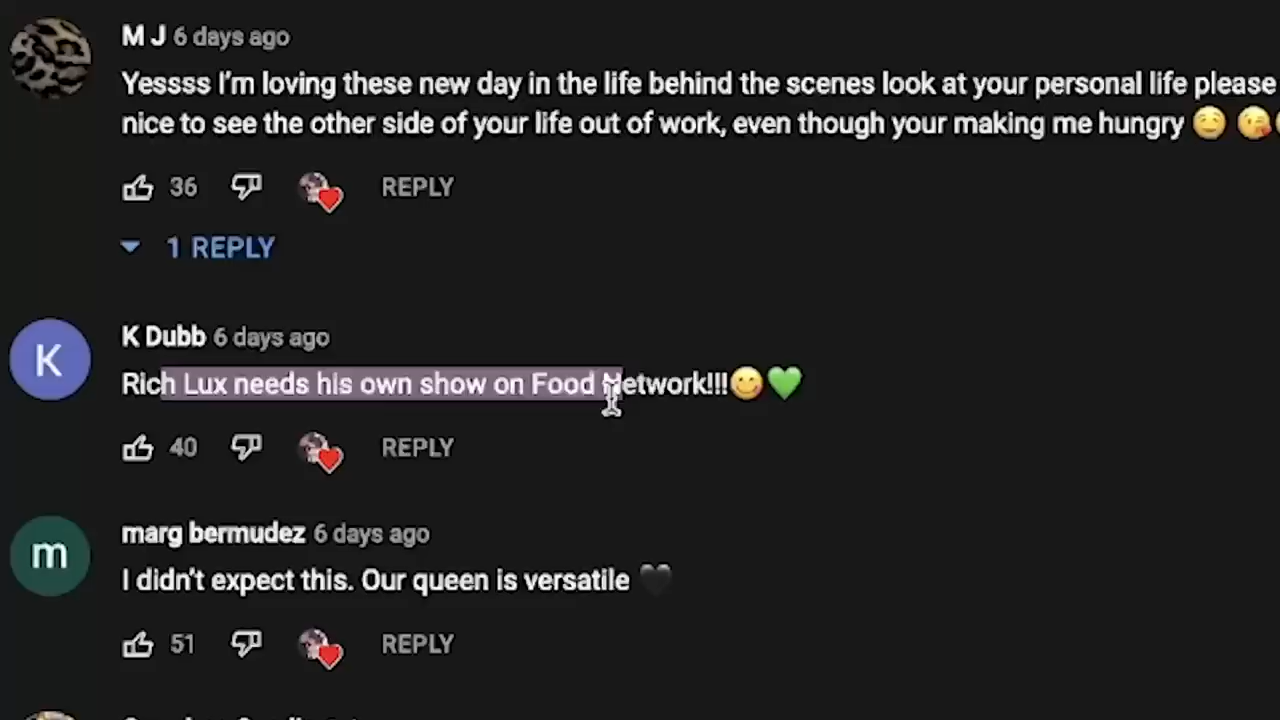 M J 6 days ago
Yessss I'm loving these new day in the life behind the scenes look at your personal life please
nice to see the other side of your life out of work, even though your making me hungry 🤤 😘
36 REPLY
1 REPLY
K
K Dubb 6 days ago
Rich Lux needs his own show on Food Network!!!😋💚
40 REPLY
m
marg bermudez 6 days ago
I didn't expect this. Our queen is versatile 🖤
51 REPLY